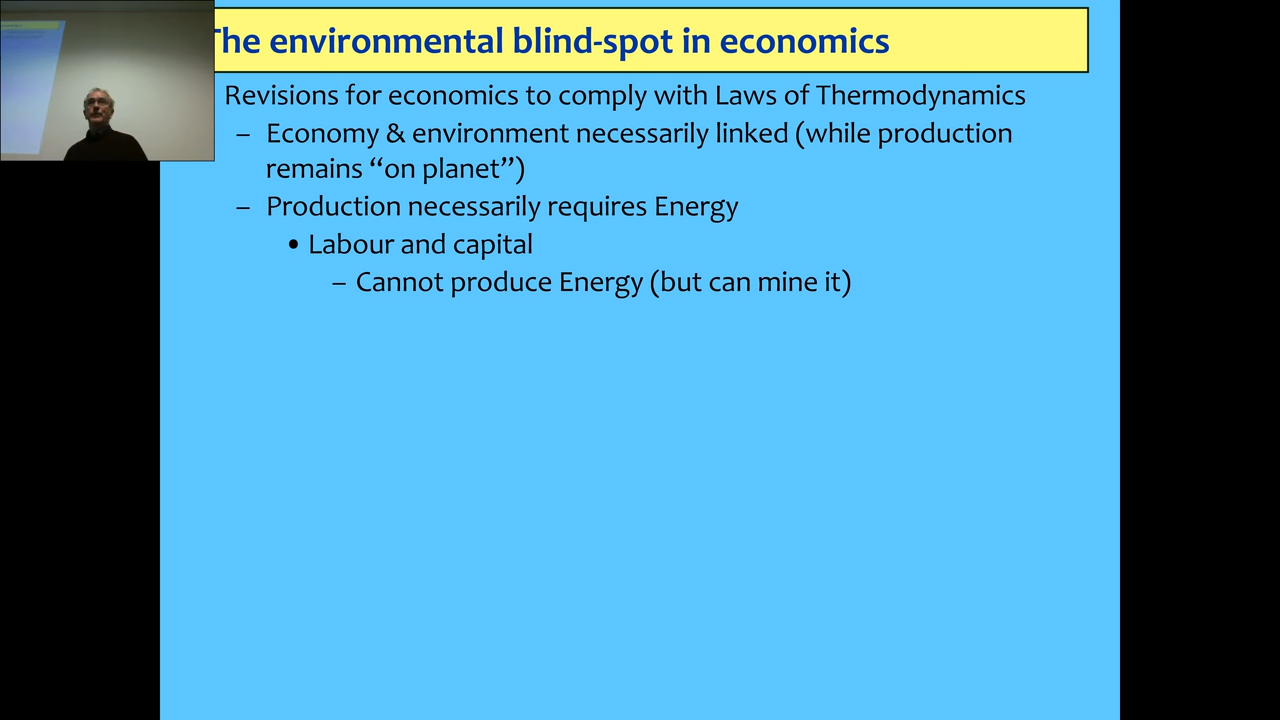 The environmental blind-spot in economics
Revisions for economics to comply with Laws of Thermodynamics
– Economy & environment necessarily linked (while production
remains “on planet”)
– Production necessarily requires Energy
• Labour and capital
– Cannot produce Energy (but can mine it)